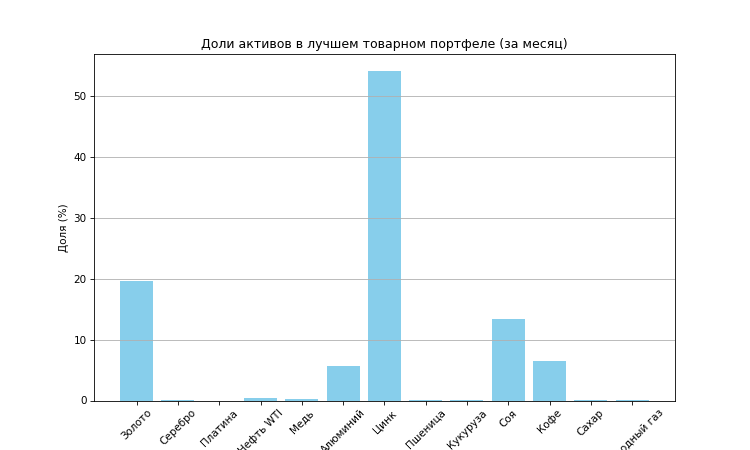 Доли активов в лучшем товарном портфеле (за месяц)
Доля (%)
50
40
30
20
10
0
Золото
Серебро
Платина
Нефть WTI
Медь
Алюминий
Цинк
Пшеница
Кукуруза
Соя
Кофе
Сахар
одный газ